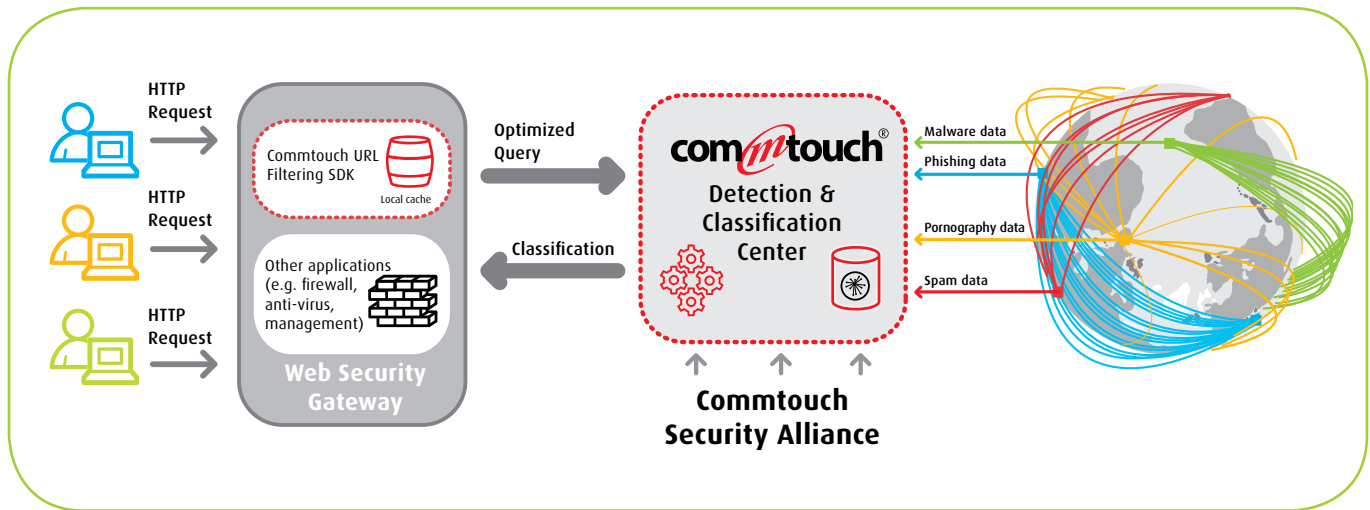 HTTP
Request
HTTP
Request
HTTP
Request
Commtouch URL
Filtering SDK
Local cache
Other applications
(e.g. firewall,
anti-virus,
management)
Web Security
Gateway
Optimized
Query
Classification
commtouch®
Detection &
Classification
Center
Commtouch
Security Alliance
Malware data
Phishing data
Pornography data
Spam data